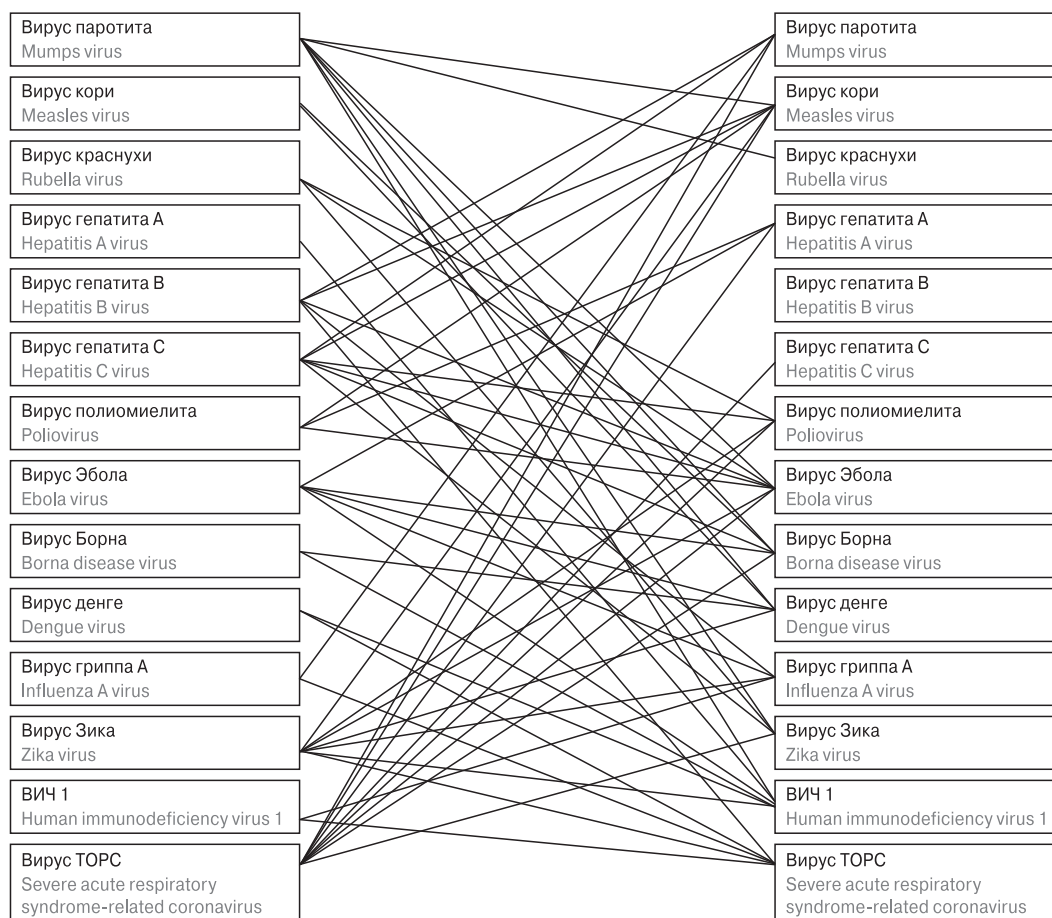 Вирус паротита
Mumps virus
Вирус кори
Measles virus
Вирус краснухи
Rubella virus
Вирус гепатита А
Hepatitis A virus
Вирус гепатита В
Hepatitis B virus
Вирус гепатита С
Hepatitis C virus
Вирус полиомиелита
Poliovirus
Вирус Эбола
Ebola virus
Вирус Борна
Borna disease virus
Вирус денге
Dengue virus
Вирус гриппа А
Influenza A virus
Вирус Зика
Zika virus
ВИЧ 1
Human immunodeficiency virus 1
Вирус ТОРС
Severe acute respiratory
syndrome-related coronavirus
Вирус паротита
Mumps virus
Вирус кори
Measles virus
Вирус краснухи
Rubella virus
Вирус гепатита А
Hepatitis A virus
Вирус гепатита В
Hepatitis B virus
Вирус гепатита С
Hepatitis C virus
Вирус полиомиелита
Poliovirus
Вирус Эбола
Ebola virus
Вирус Борна
Borna disease virus
Вирус денге
Dengue virus
Вирус гриппа А
Influenza A virus
Вирус Зика
Zika virus
ВИЧ 1
Human immunodeficiency virus 1
Вирус ТОРС
Severe acute respiratory
syndrome-related coronavirus